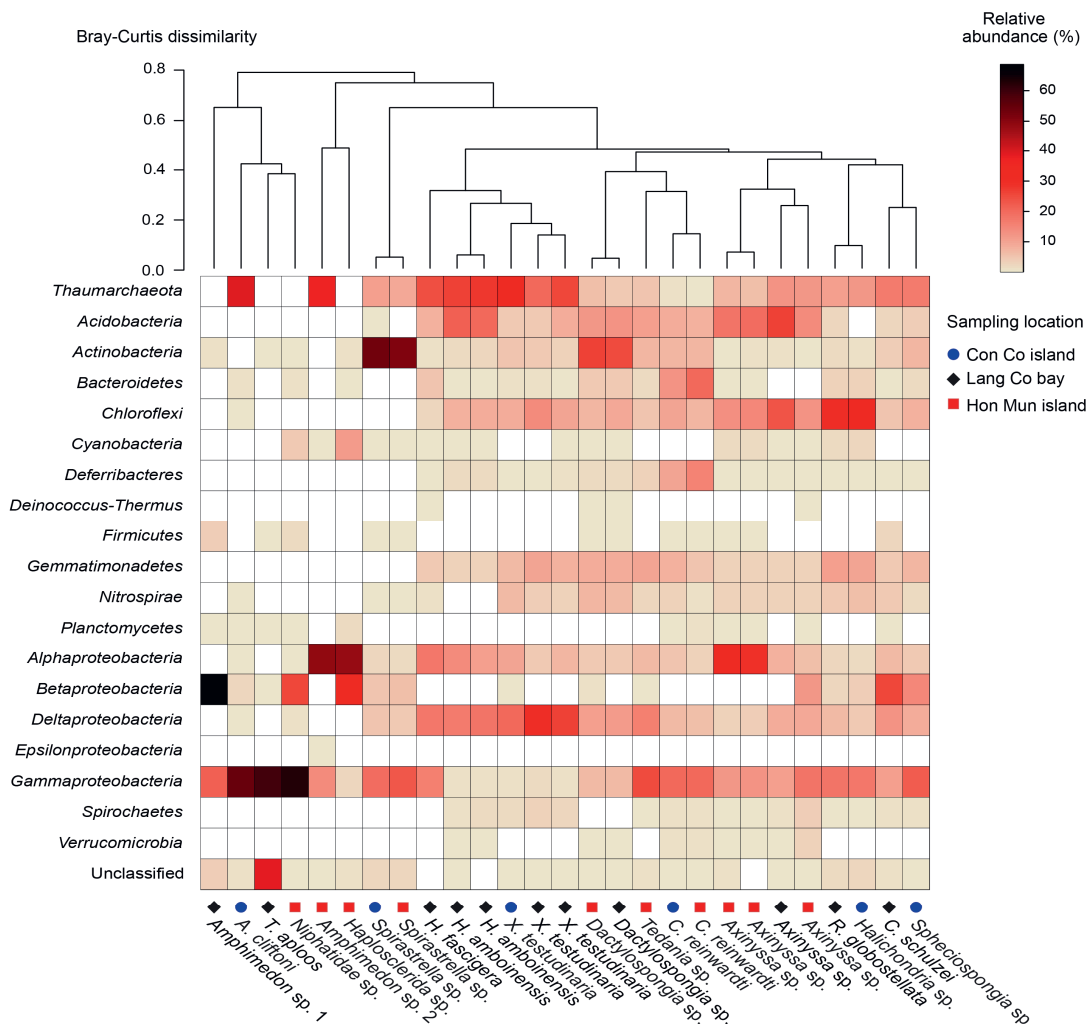 Bray-Curtis dissimilarity
Relative
abundance (%)
0.8
0.6
0.4
0.2
0.0
60
50
40
30
20
10
Thaumarchaeota
Acidobacteria
Actinobacteria
Bacteroidetes
Chloroflexi
Cyanobacteria
Deferribacteres
Deinococcus-Thermus
Firmicutes
Gemmatimonadetes
Nitrospirae
Planctomycetes
Alphaproteobacteria
Betaproteobacteria
Deltaproteobacteria
Epsilonproteobacteria
Gammaproteobacteria
Spirochaetes
Verrucomicrobia
Unclassified
Sampling location
Con Co island
Lang Co bay
Hon Mun island
Amphimedon sp. 1
A. cliftoni
T. aploos
Niphatidae sp. 2
Amphimedon sp. 2
Haplosclerida sp.
Spirastrella sp.
Spirastrella sp.
H. fascigera
H. amboinensis
H. amboinensis
X. testudinaria
X. testudinaria
X. testudinaria
Dactylospongia sp.
Dactylospongia sp.
Tedania sp.
C. reinwardti
C. reinwardti
Axinyssa sp.
Axinyssa sp.
Axinyssa sp.
Axinyssa sp.
R. globostellata
Halichondria sp.
C. schulzei
Spheciospongia sp.